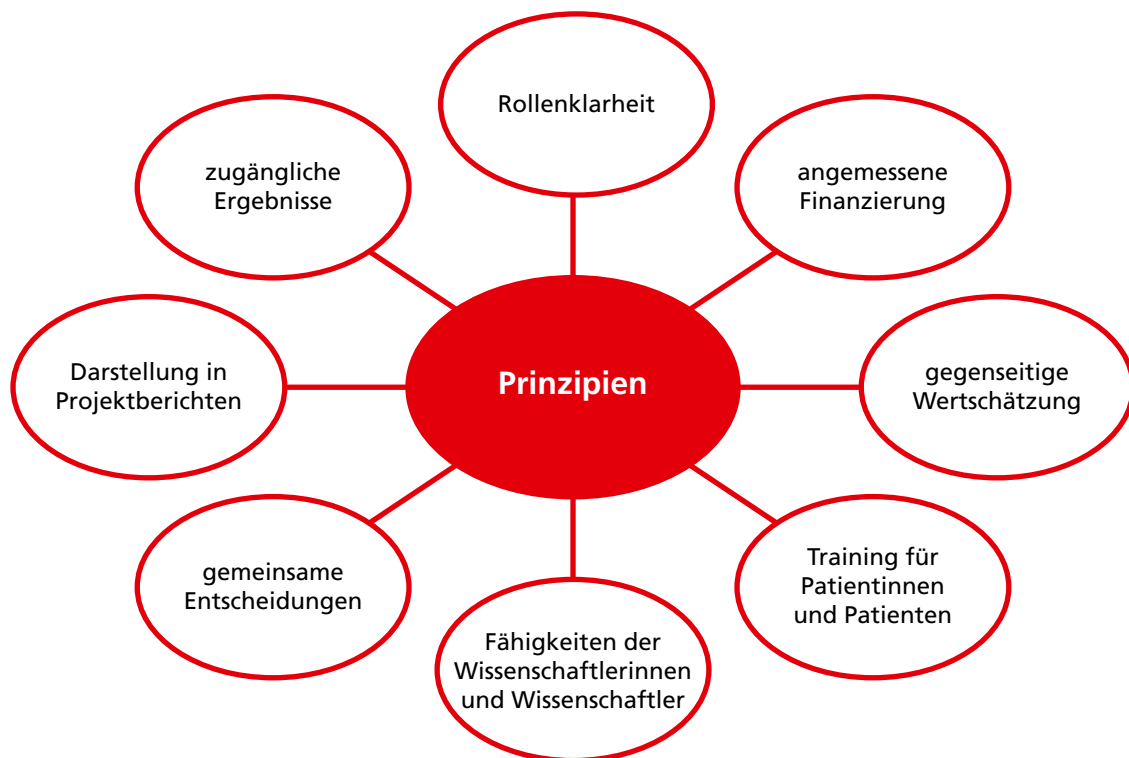 Rollenklarheit
zugängliche
Ergebnisse
angemessene
Finanzierung
Darstellung in
Projektberichten
Prinzipien
gegenseitige
Wertschätzung
gemeinsame
Entscheidungen
Training für
Patientinnen
und Patienten
Fähigkeiten der
Wissenschaftlerinnen
und Wissenschaftler